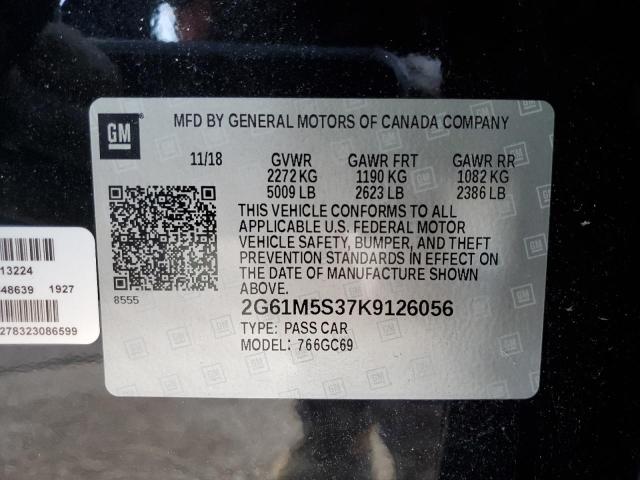 GM
MFD BY GENERAL MOTORS OF CANADA COMPANY
11/18 GVWR GAWR FRT GAWR RR
2272 KG 1190 KG 1082 KG
5009 LB 2623 LB 2386 LB
THIS VEHICLE CONFORMS TO ALL
APPLICABLE U.S. FEDERAL MOTOR
VEHICLE SAFETY, BUMPER, AND THEFT
PREVENTION STANDARDS IN EFFECT ON
THE DATE OF MANUFACTURE SHOWN
ABOVE.
8555
2G61M5S37K9126056
TYPE: PASS CAR
MODEL: 766GC69
13224
48639 1927
278323086599